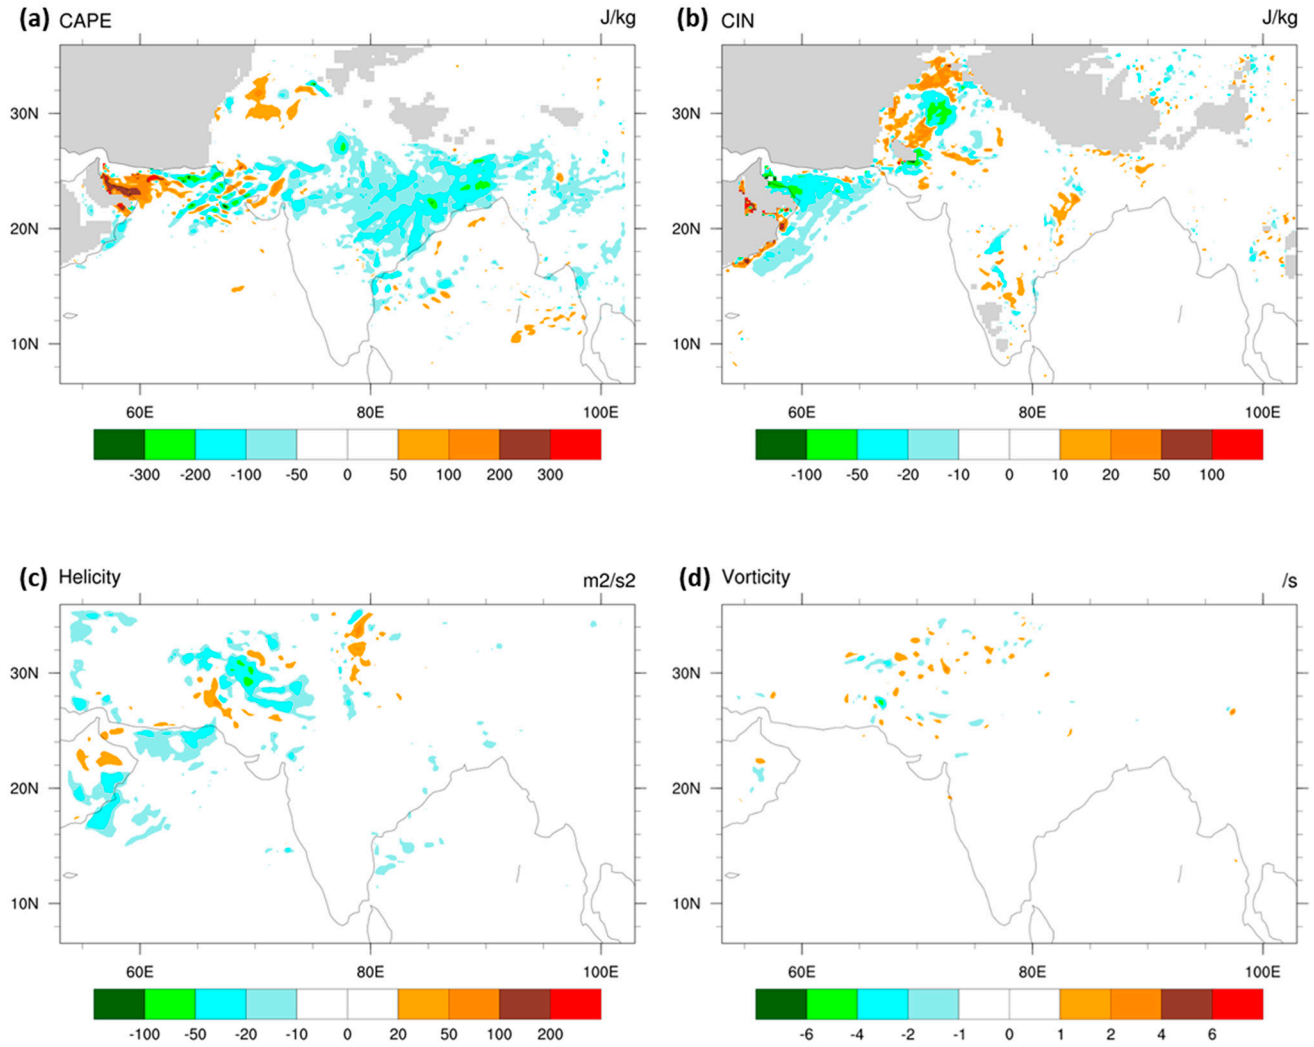 (a) CAPE J/kg
30N
20N
10N
60E 80E 100E
-300 -200 -100 -50 0 50 100 200 300
(b) CIN J/kg
30N
20N
10N
60E 80E 100E
-100 -50 -20 -10 0 10 20 50 100
(c) Helicity m2/s2
30N
20N
10N
60E 80E 100E
-100 -50 -20 -10 0 20 50 100 200
(d) Vorticity /s
30N
20N
10N
60E 80E 100E
-6 -4 -2 -1 0 1 2 4 6